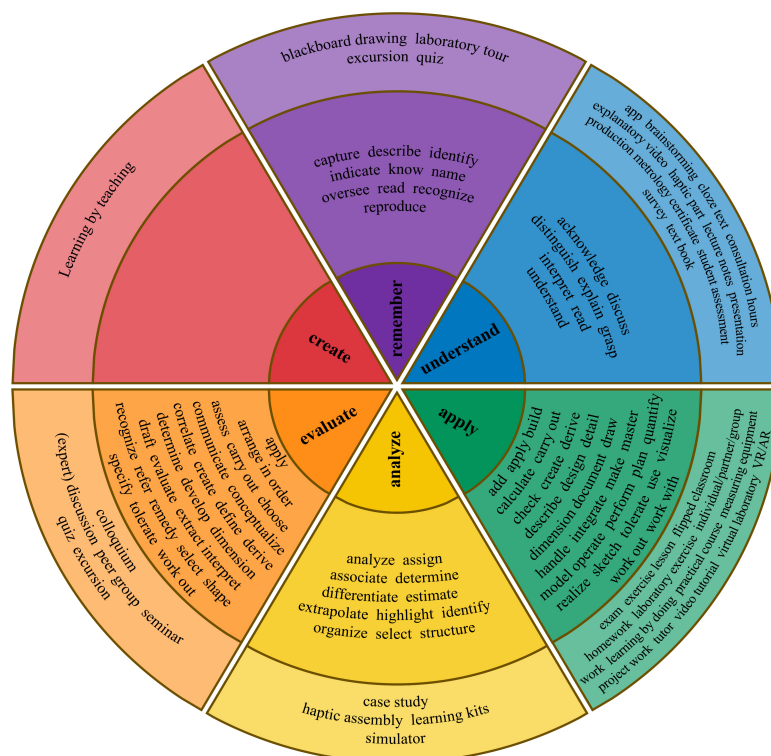 blackboard drawing laboratory tour
excursion quiz
capture describe identify
indicate know name
oversee read recognize
reproduce
remember
app brainstorming cloze text consultation hours
explanatory video haptic part lecture notes presentation
production metrology certificate student assessment
survey text book
acknowledge discuss
distinguish explain grasp
interpret read
understand
understand
apply
add apply build
calculate carry out
check create derive
describe design detail
dimension document draw
handle integrate make master
model operate perform plan quantify
realize sketch tolerate use visualize
work out work with
exam exercise lesson flipped classroom
homework laboratory exercise individual/partner/group
work learning by doing practical course measuring equipment
project work tutor video tutorial virtual laboratory VR/AR
analyze
analyze assign
associate determine
differentiate estimate
extrapolate highlight identify
organize select structure
case study
haptic assembly learning kits
simulator
evaluate
apply
arrange in order
assess carry out choose
communicate conceptualize
correlate create define derive
determine develop dimension
draft evaluate extract interpret
recognize refer remedy select shape
specify tolerate work out
colloquium
(expert) discussion peer group seminar
quiz excursion
create
Learning by teaching